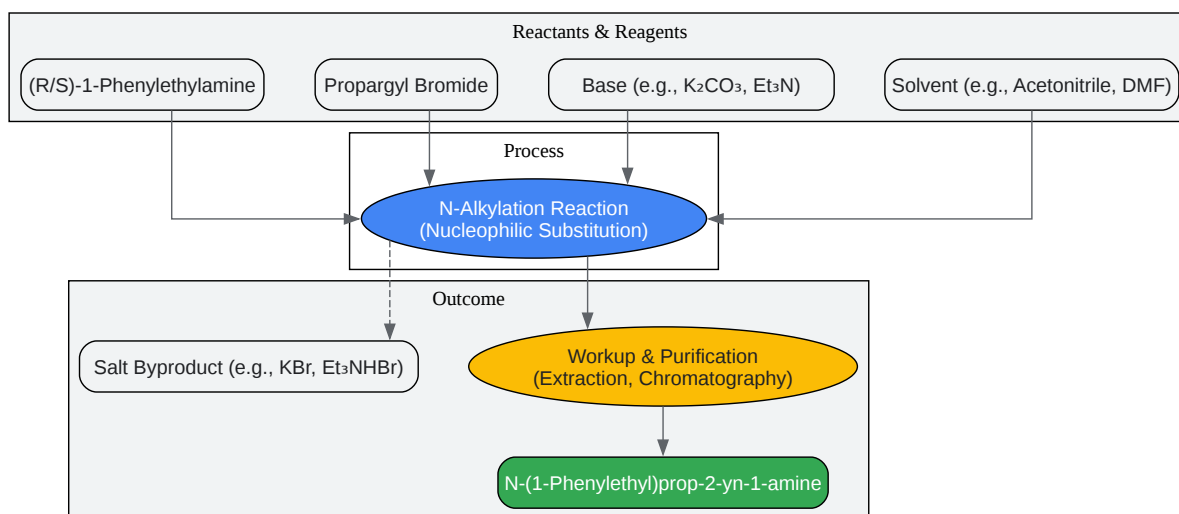 Reactants & Reagents
(R/S)-1-Phenylethylamine
Propargyl Bromide
Base (e.g., K₂CO₃, Et₃N)
Solvent (e.g., Acetonitrile, DMF)
Process
N-Alkylation Reaction
(Nucleophilic Substitution)
Outcome
Salt Byproduct (e.g., KBr, Et₃NHBr)
Workup & Purification
(Extraction, Chromatography)
N-(1-Phenylethyl)prop-2-yn-1-amine